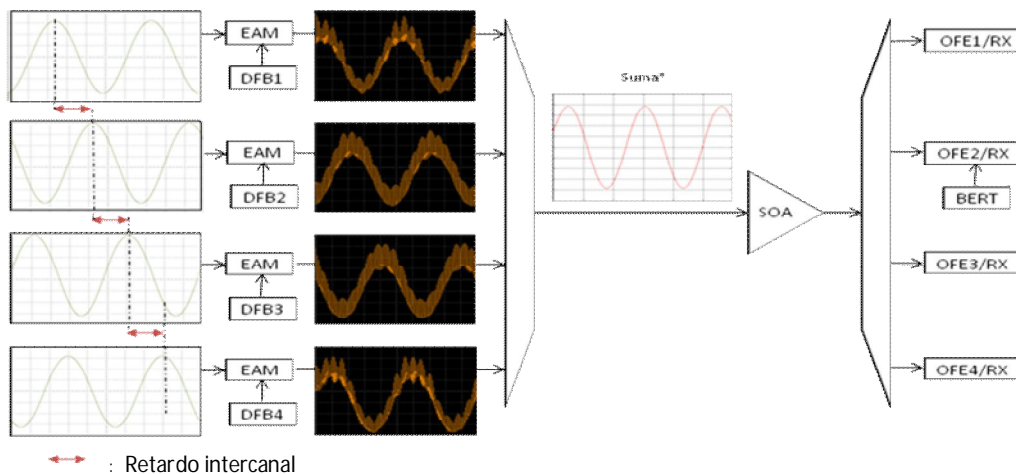 EAM
DFB1
EAM
DFB2
EAM
DFB3
EAM
DFB4
Suma*
SOA
OFE1/RX
OFE2/RX
BERT
OFE3/RX
OFE4/RX
: Retardo intercanal